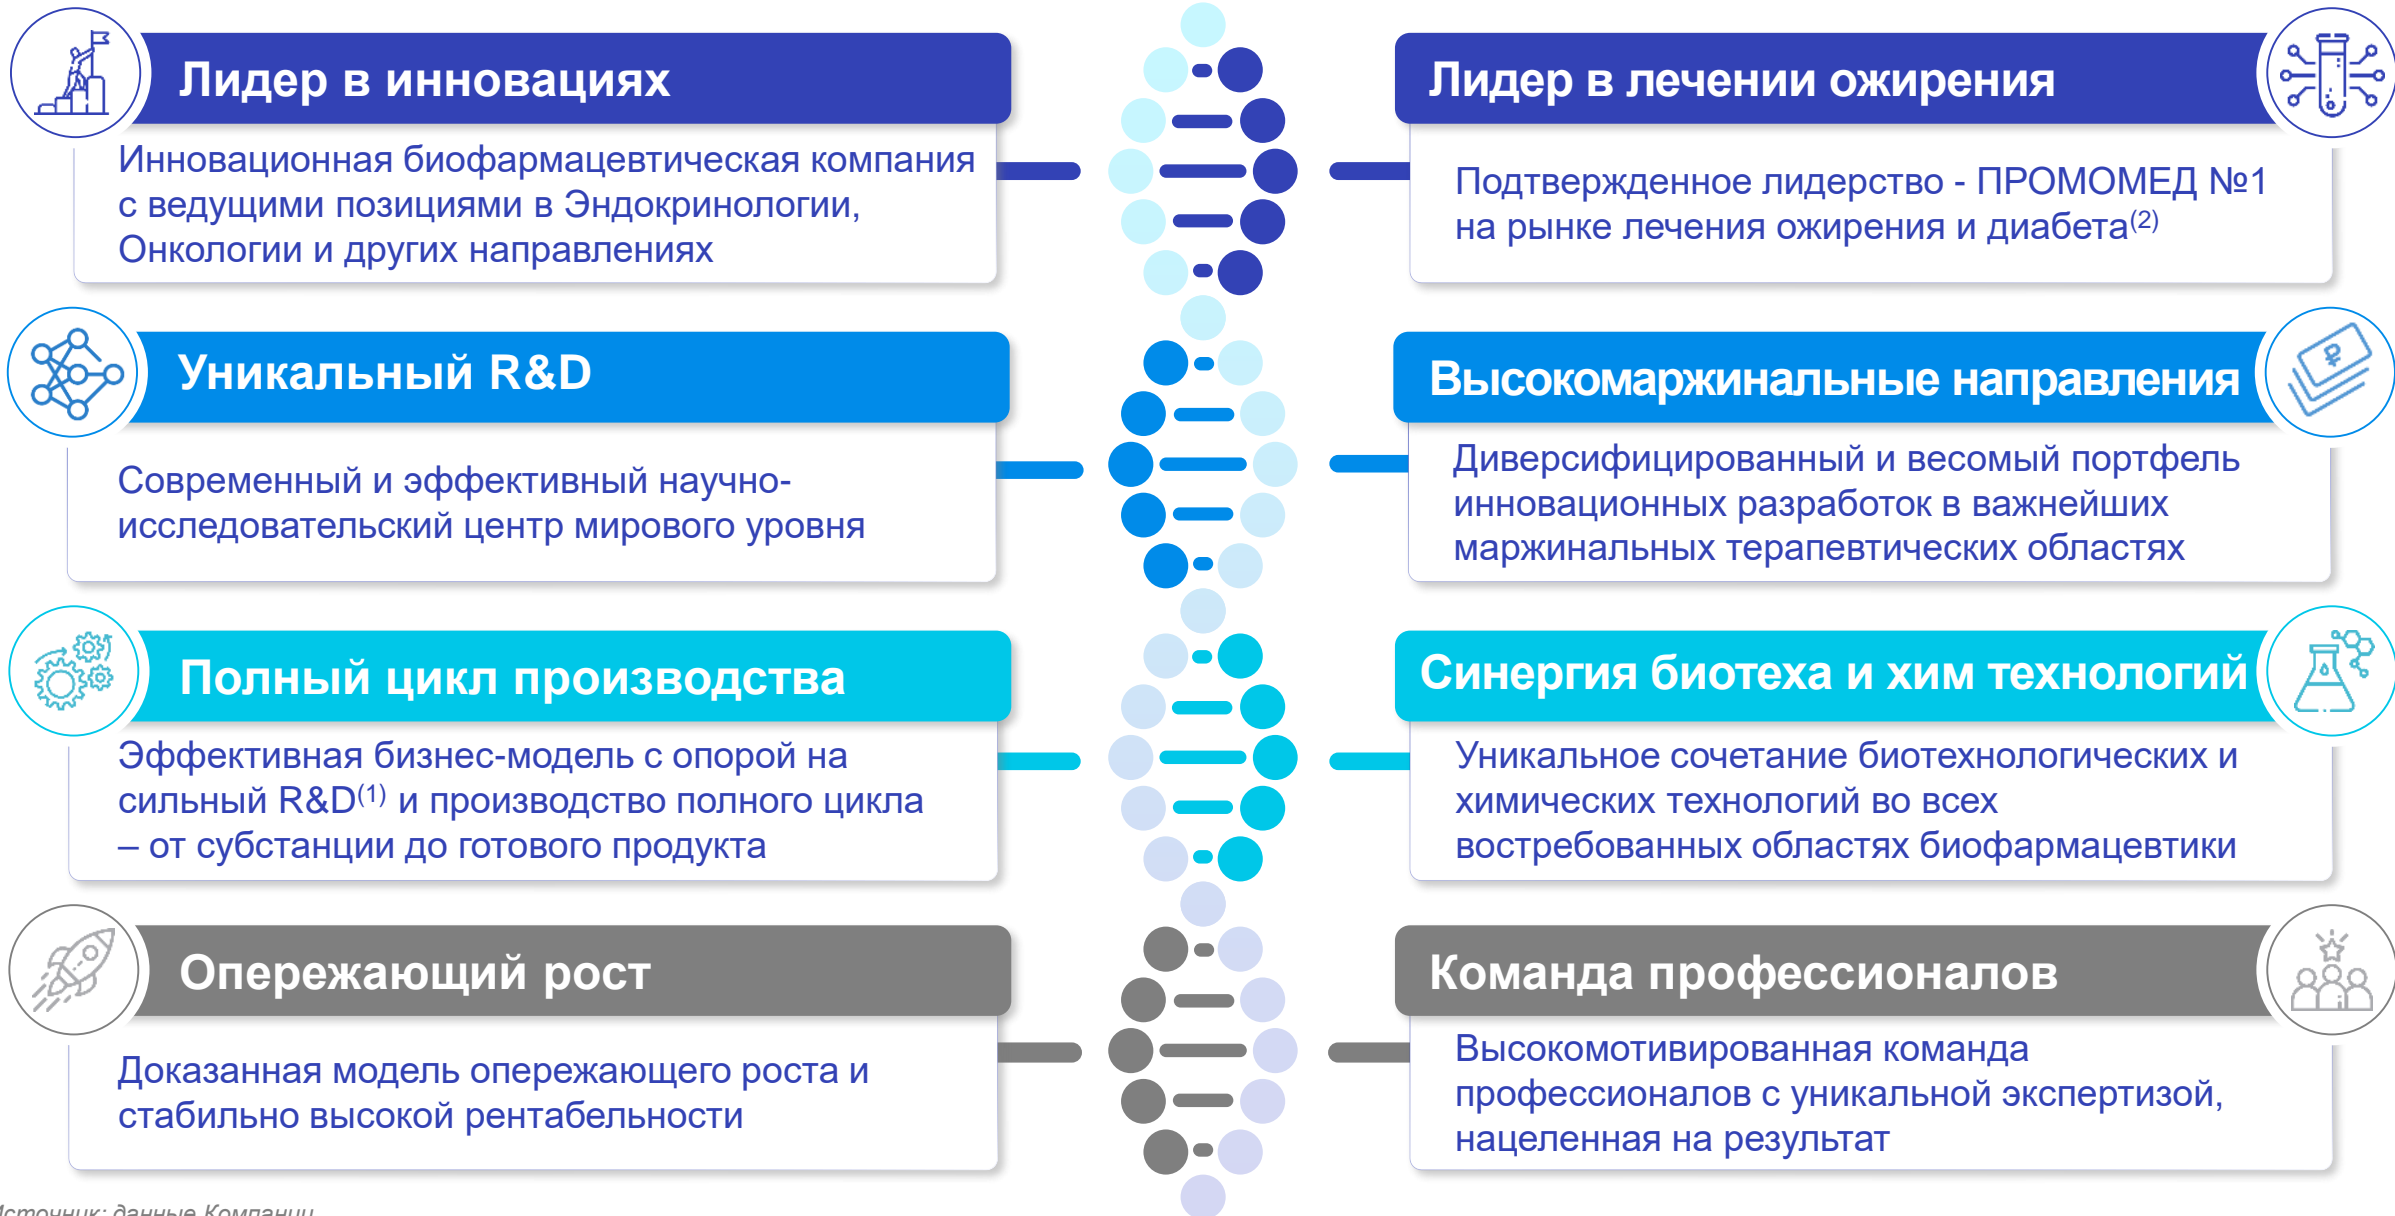 Лидер в инновациях
Инновационная биофармацевтическая компания
с ведущими позициями в Эндокринологии,
Онкологии и других направлениях
Лидер в лечении ожирения
Подтвержденное лидерство - ПРОМОМЕД №1
на рынке лечения ожирения и диабета(2)
Уникальный R&D
Современный и эффективный научно-
исследовательский центр мирового уровня
Высокомаржинальные направления
₽
Диверсифицированный и весомый портфель
инновационных разработок в важнейших
маржинальных терапевтических областях
Полный цикл производства
Эффективная бизнес-модель с опорой на
сильный R&D(1) и производство полного цикла
– от субстанции до готового продукта
Синергия биотеха и хим технологий
Уникальное сочетание биотехнологических и
химических технологий во всех
востребованных областях биофармацевтики
Опережающий рост
Доказанная модель опережающего роста и
стабильно высокой рентабельности
Команда профессионалов
Высокомотивированная команда
профессионалов с уникальной экспертизой,
нацеленная на результат
Источник: данные Компании